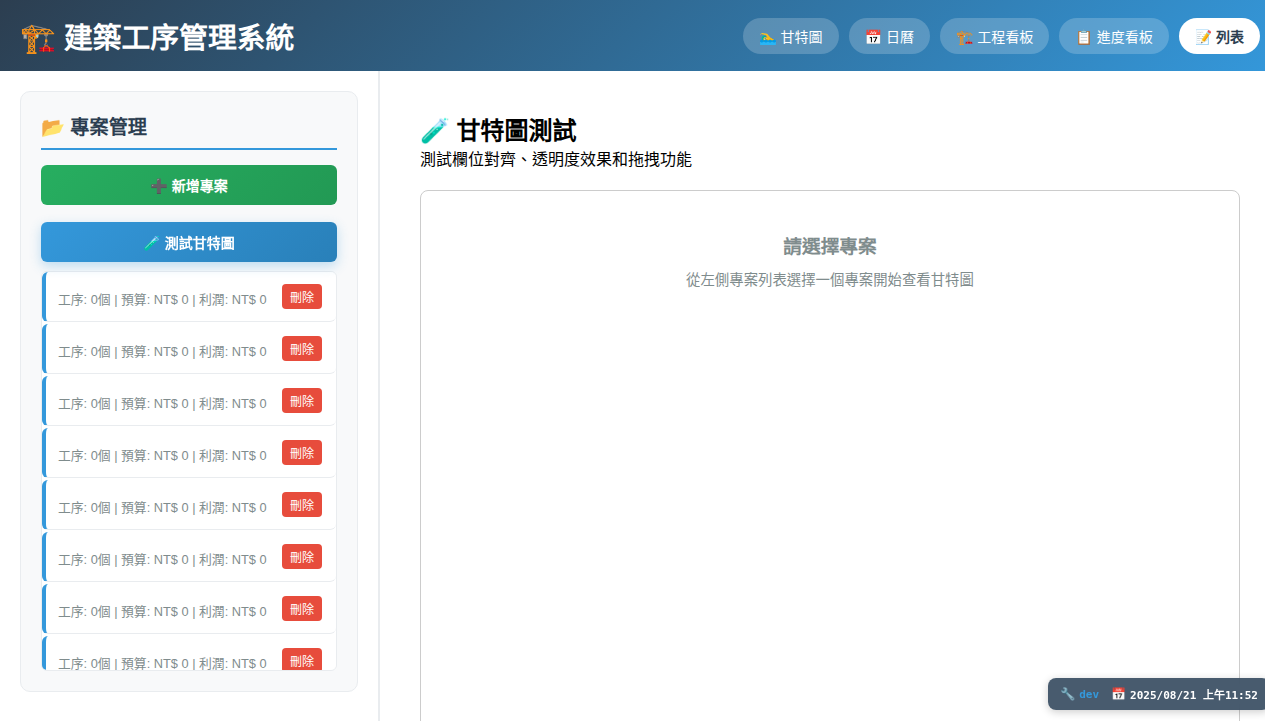 🏗️ 建築工序管理系統
🏊 甘特圖
📅 日曆
🏗️ 工程看板
📋 進度看板
📝 列表
📂 專案管理
➕ 新增專案
🧪 測試甘特圖
工序: 0個 | 預算: NT$ 0 | 利潤: NT$ 0 刪除
工序: 0個 | 預算: NT$ 0 | 利潤: NT$ 0 刪除
工序: 0個 | 預算: NT$ 0 | 利潤: NT$ 0 刪除
工序: 0個 | 預算: NT$ 0 | 利潤: NT$ 0 刪除
工序: 0個 | 預算: NT$ 0 | 利潤: NT$ 0 刪除
工序: 0個 | 預算: NT$ 0 | 利潤: NT$ 0 刪除
工序: 0個 | 預算: NT$ 0 | 利潤: NT$ 0 刪除
工序: 0個 | 預算: NT$ 0 | 利潤: NT$ 0 刪除
🧪 甘特圖測試
測試欄位對齊、透明度效果和拖拽功能
請選擇專案
從左側專案列表選擇一個專案開始查看甘特圖
🔧 dev 📅 2025/08/21 上午11:52